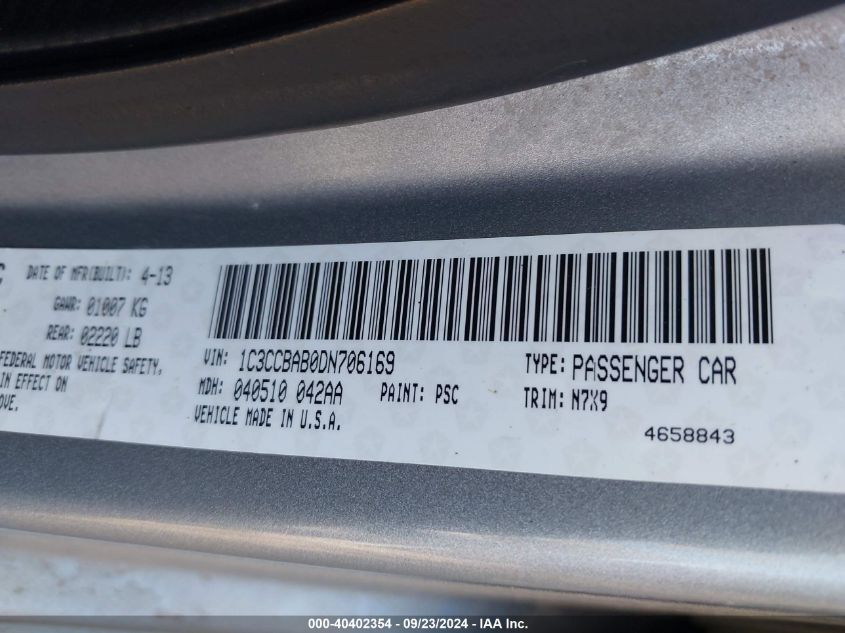 DATE OF MFR(BUILT): 4-13
GAWR: 01007 KG
REAR: 02220 LB
FEDERAL MOTOR VEHICLE SAFETY,
IN EFFECT ON
OVE.
VIN: 1C3CCBAB0DN706169
TYPE: PASSENGER CAR
MDH: 040510 042AA
PAINT: PSC
TRIM: N7X9
VEHICLE MADE IN U.S.A.
4658843
000-40402354 - 09/23/2024 - IAA Inc.